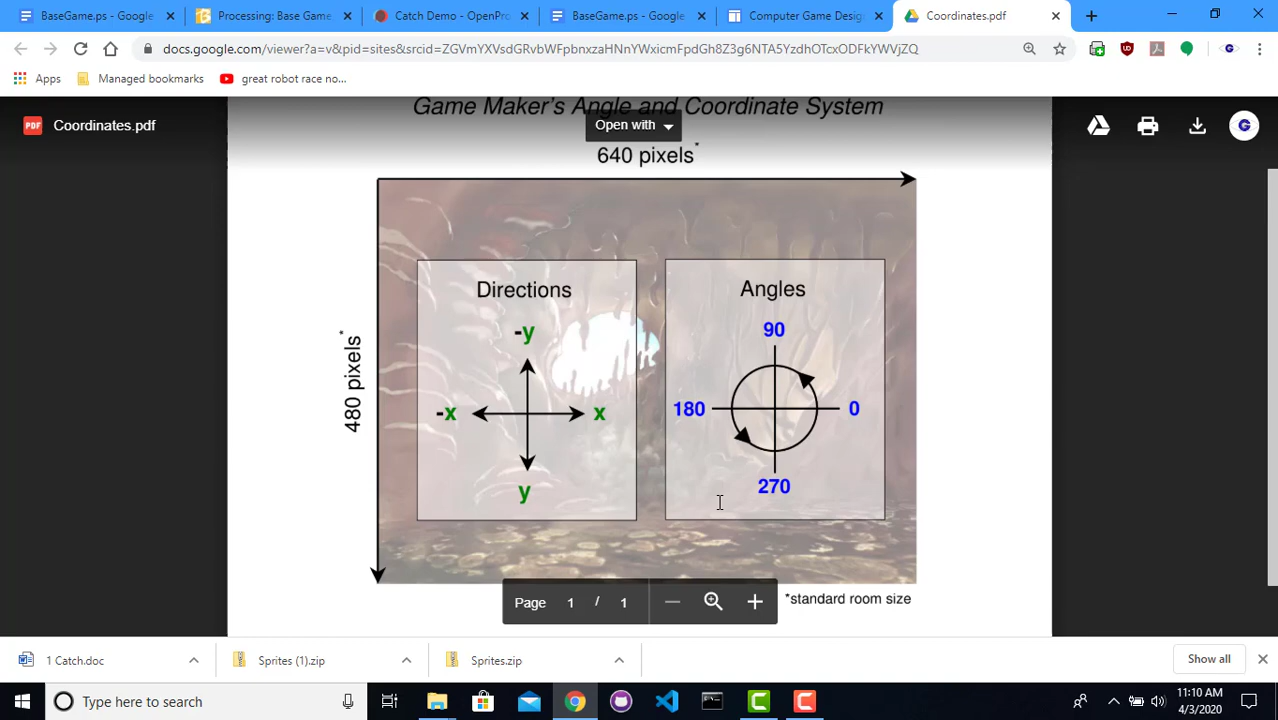 BaseGame.ps - Google
Processing: Base Game
Catch Demo - OpenPro
BaseGame.ps - Google
Computer Game Desig
Coordinates.pdf
docs.google.com/viewer?a=v&pid=sites&srcid=ZGVmYXVsdGRvbWFpbnxzaHNnYWxicmFpdGh8Z3g6NTA5YzdhOTcxODFkYWVjZQ
Apps
Managed bookmarks
great robot race no...
Game Maker's Angle and Coordinate System
Coordinates.pdf
Open with
640 pixels*
480 pixels*
Directions
-y
-x
x
y
Angles
90
180
0
270
Page 1 / 1
*standard room size
1 Catch.doc
Sprites (1).zip
Sprites.zip
Show all
Type here to search
11:10 AM
4/3/2020